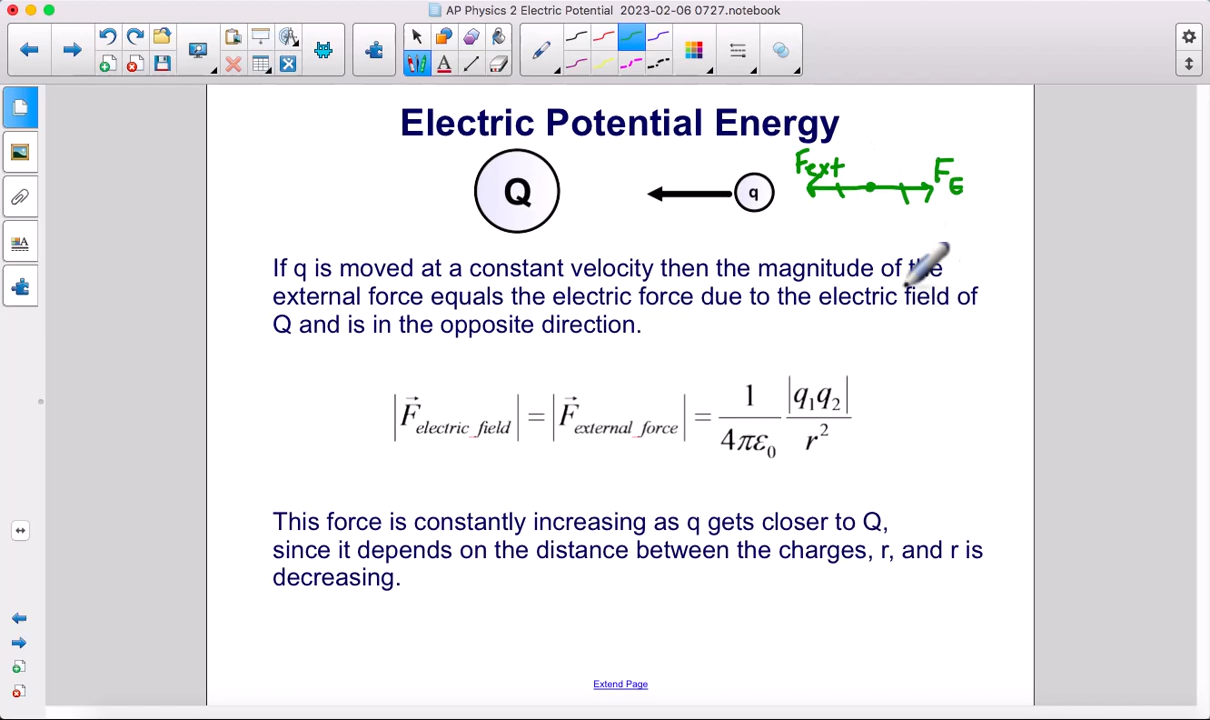 AP Physics 2 Electric Potential 2023-02-06 0727.notebook
Electric Potential Energy
Q
q
Fext
FE
If q is moved at a constant velocity then the magnitude of the
external force equals the electric force due to the electric field of
Q and is in the opposite direction.
|F⃗electric_field| = |F⃗external_force| = 1/4πε₀ |q₁q₂|/r²
This force is constantly increasing as q gets closer to Q,
since it depends on the distance between the charges, r, and r is
decreasing.
Extend Page